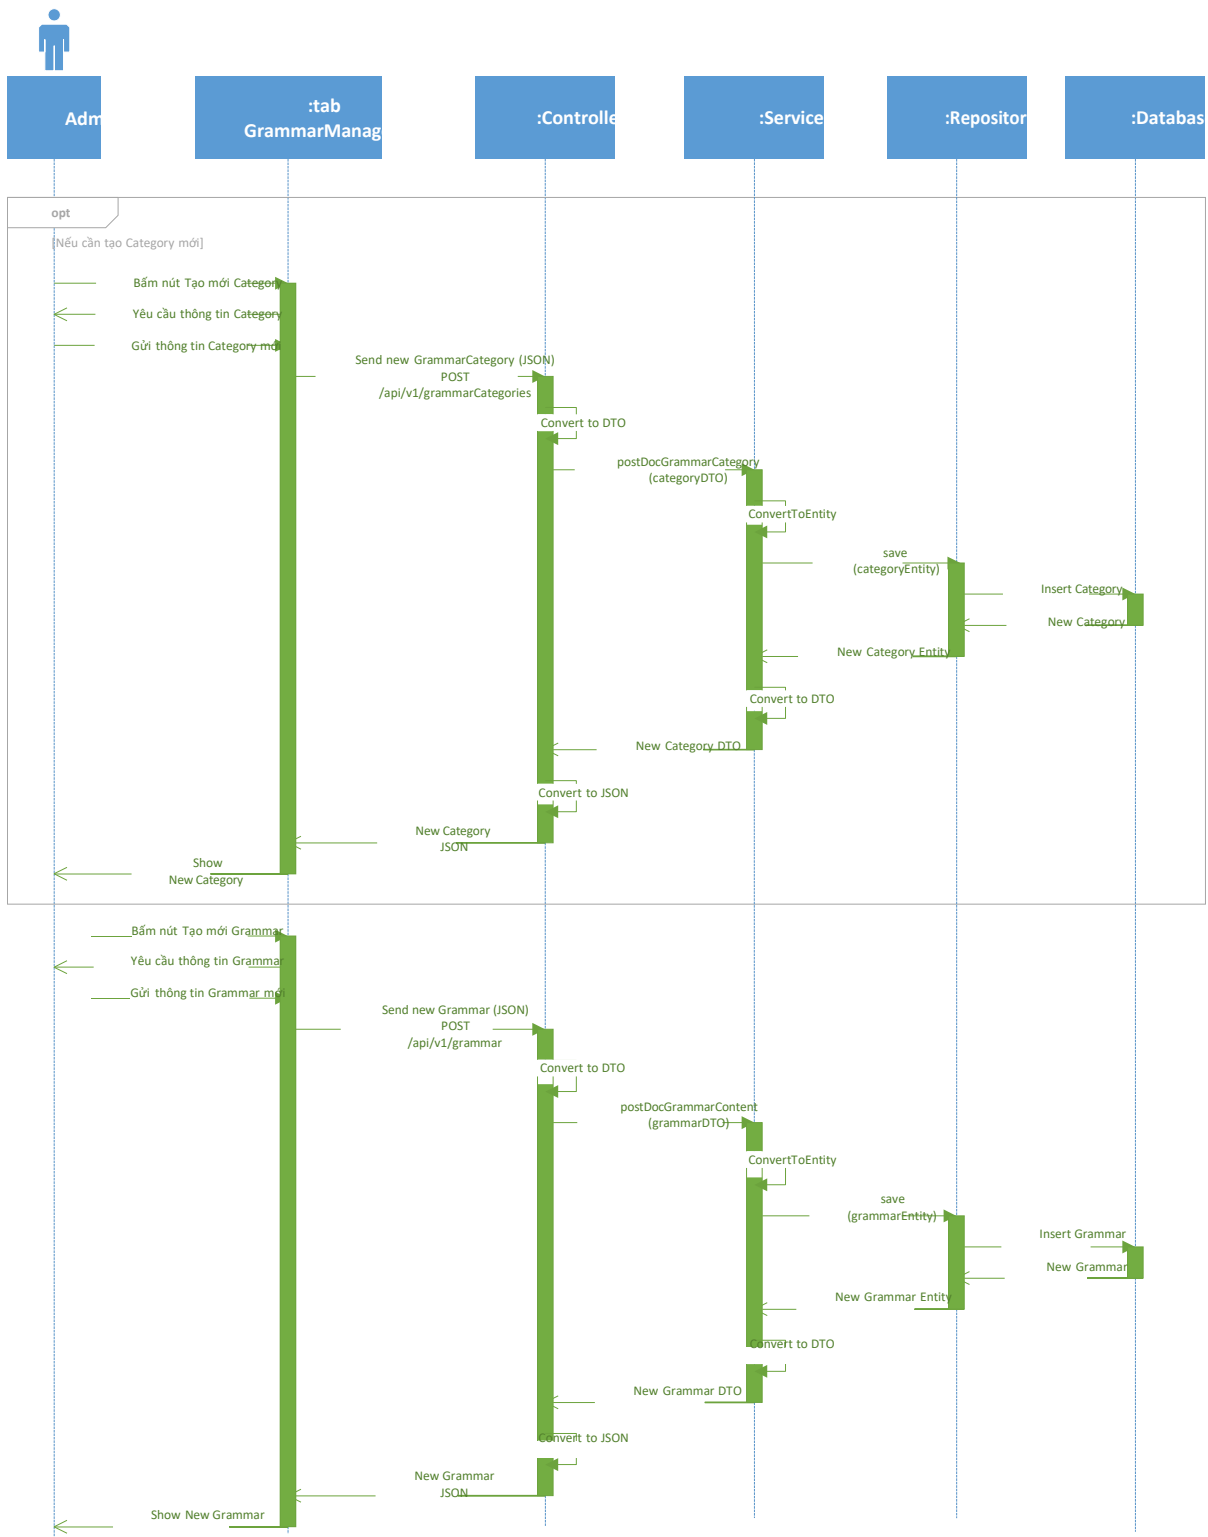 Adm
:tab
GrammarManag
:Controlle
:Service
:Repositor
:Databas
opt
[Nếu cần tạo Category mới]
Bấm nút Tạo mới Category
Yêu cầu thông tin Category
Gửi thông tin Category mới
Send new GrammarCategory (JSON)
POST
/api/v1/grammarCategories
Convert to DTO
postDocGrammarCategory
(categoryDTO)
ConvertToEntity
save
(categoryEntity)
Insert Category
New Category
New Category Entity
Convert to DTO
New Category DTO
Convert to JSON
New Category
JSON
Show
New Category
Bấm nút Tạo mới Grammar
Yêu cầu thông tin Grammar
Gửi thông tin Grammar mới
Send new Grammar (JSON)
POST
/api/v1/grammar
Convert to DTO
postDocGrammarContent
(grammarDTO)
ConvertToEntity
save
(grammarEntity)
Insert Grammar
New Grammar
New Grammar Entity
Convert to DTO
New Grammar DTO
Convert to JSON
New Grammar
JSON
Show New Grammar